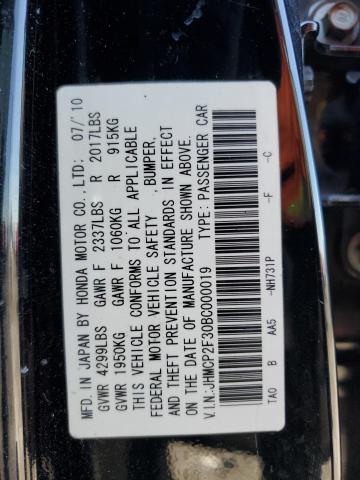 MFD. IN JAPAN BY HONDA MOTOR CO., LTD: 07/'10
GVWR 4299LBS GAWR F 2337LBS R 2017LBS
GVWR 1950KG GAWR F 1060KG R 915KG
THIS VEHICLE CONFORMS TO ALL APPLICABLE
FEDERAL MOTOR VEHICLE SAFETY ,BUMPER,
AND THEFT PREVENTION STANDARDS IN EFFECT
ON THE DATE OF MANUFACTURE SHOWN ABOVE.
V.I.N:JHMCP2F30BC000019 TYPE:PASSENGER CAR
TA0 B AA5 -NH731P -F -C